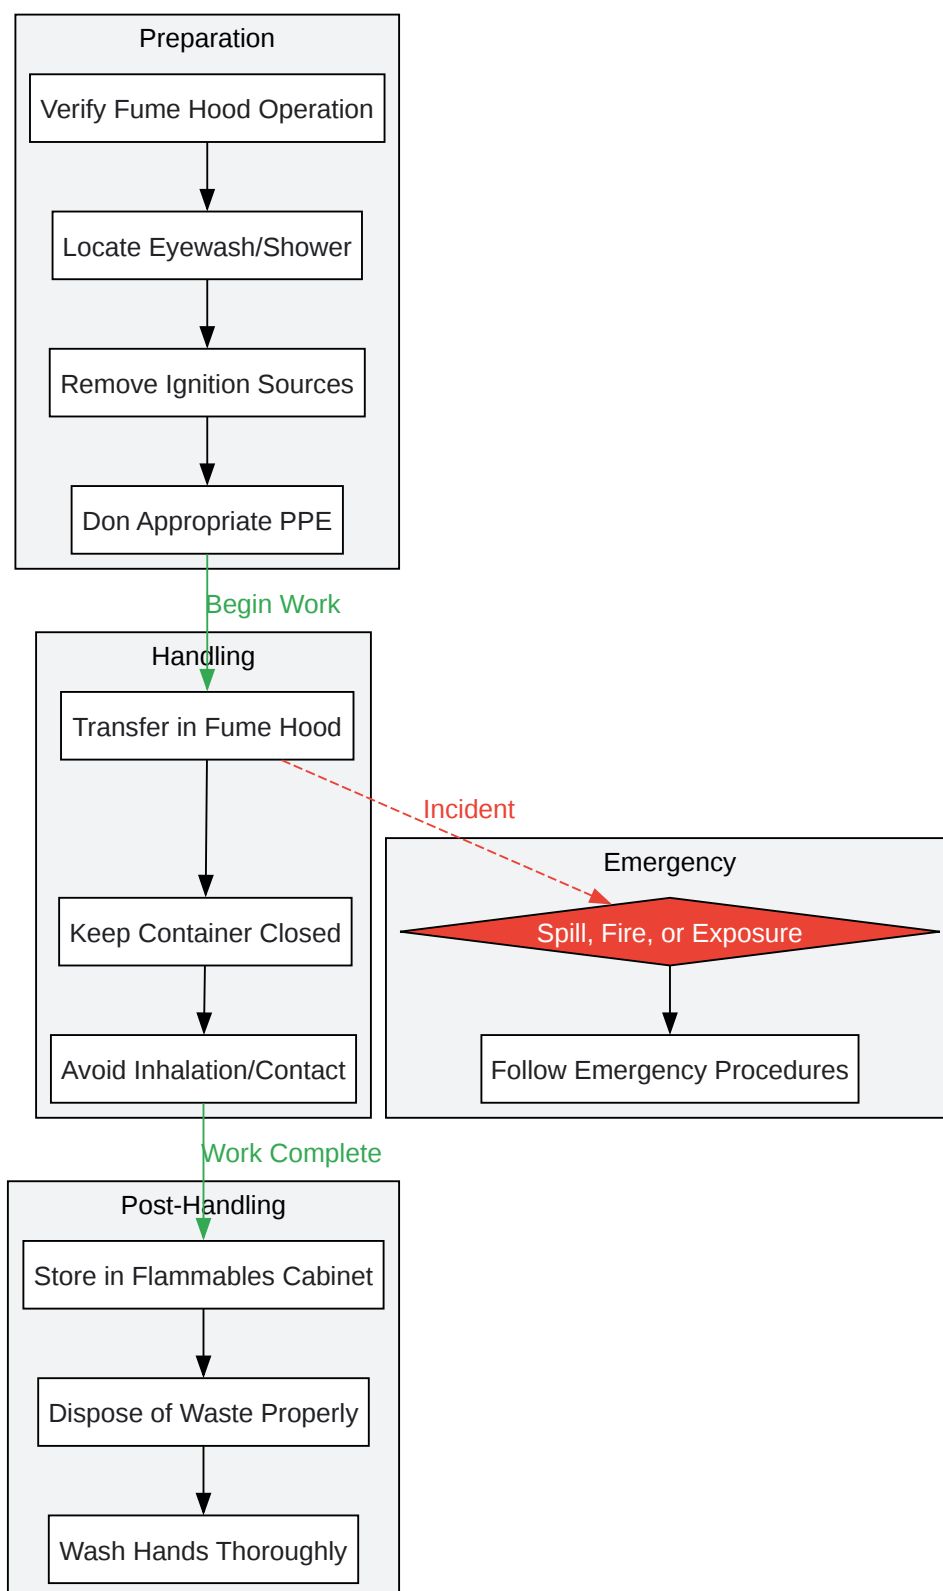 Preparation
Verify Fume Hood Operation
Locate Eyewash/Shower
Remove Ignition Sources
Don Appropriate PPE
Begin Work
Handling
Transfer in Fume Hood
Incident
Emergency
Spill, Fire, or Exposure
Keep Container Closed
Follow Emergency Procedures
Avoid Inhalation/Contact
Work Complete
Post-Handling
Store in Flammables Cabinet
Dispose of Waste Properly
Wash Hands Thoroughly